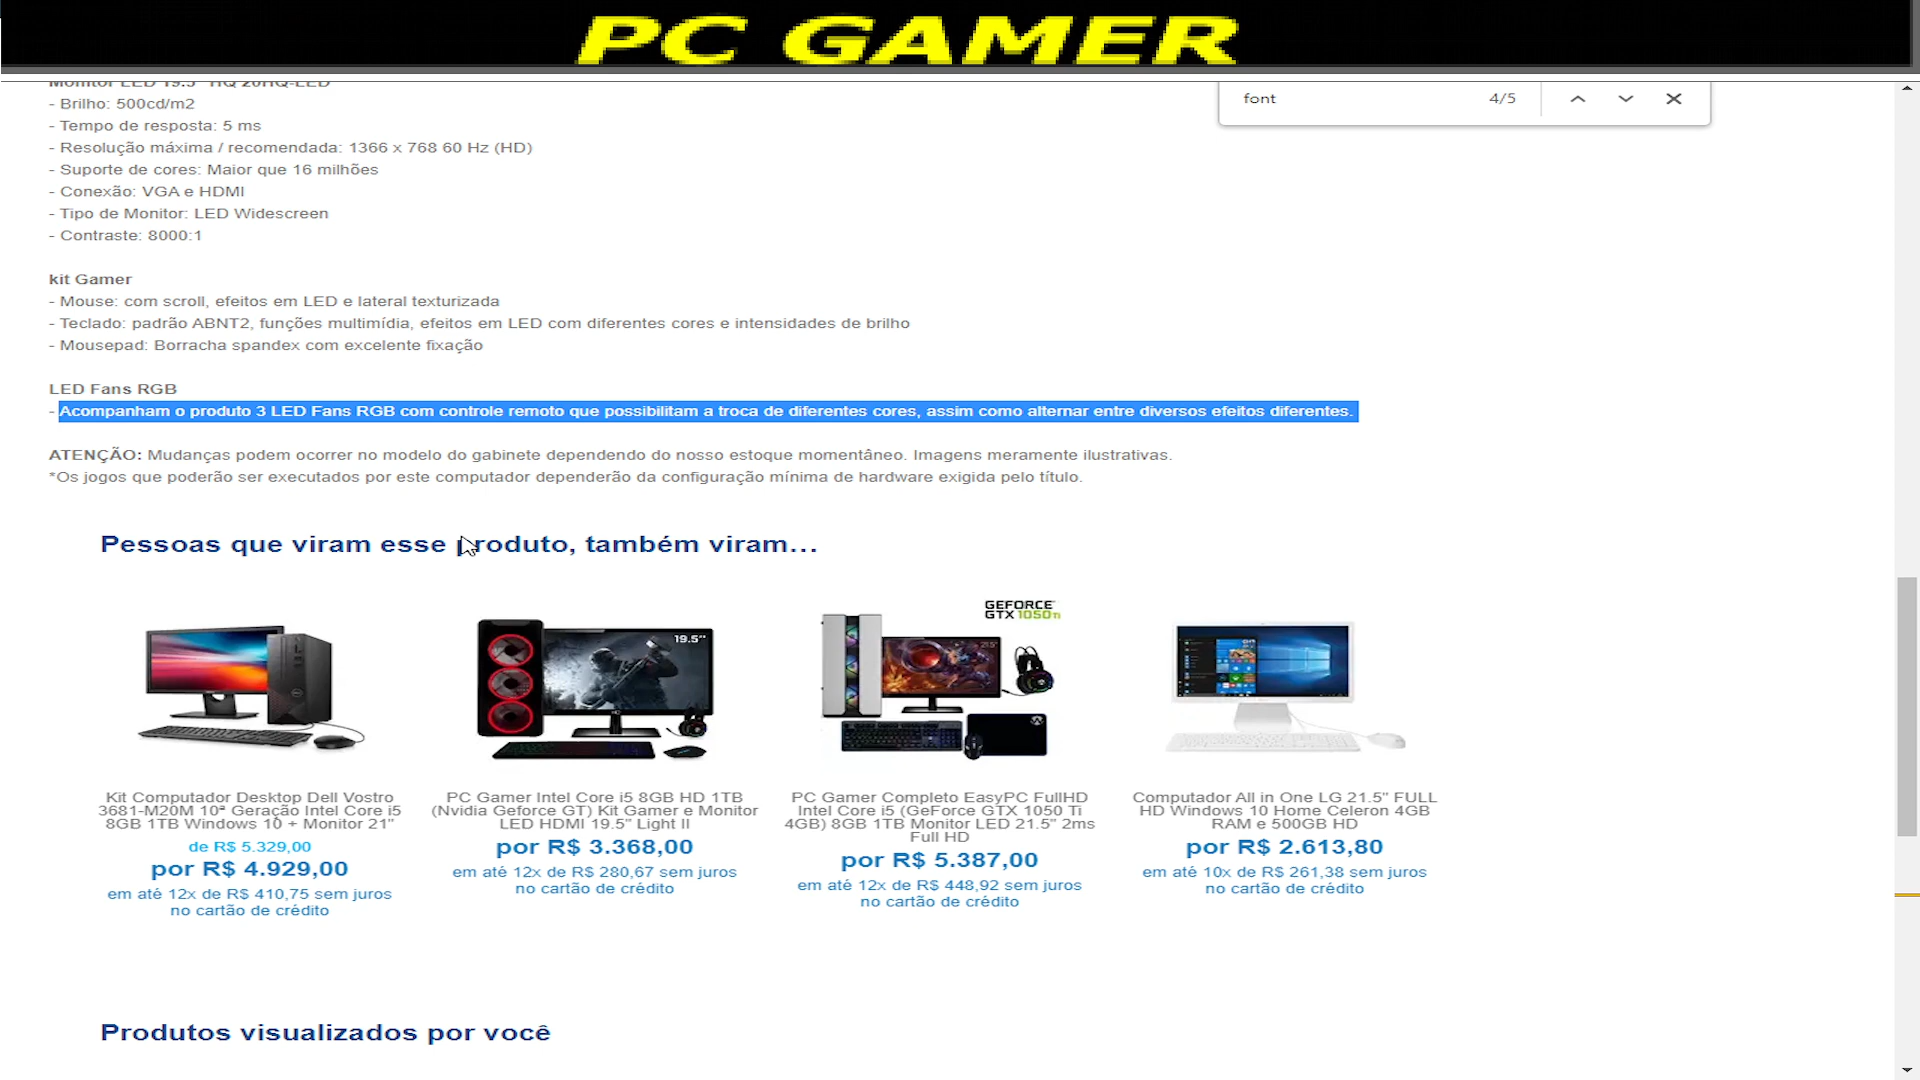 PC GAMER
Monitor LED 19.5" HQ 20HQ-LED
font
4/5
- Brilho: 500cd/m2
- Tempo de resposta: 5 ms
- Resolução máxima / recomendada: 1366 x 768 60 Hz (HD)
- Suporte de cores: Maior que 16 milhões
- Conexão: VGA e HDMI
- Tipo de Monitor: LED Widescreen
- Contraste: 8000:1
kit Gamer
- Mouse: com scroll, efeitos em LED e lateral texturizada
- Teclado: padrão ABNT2, funções multimídia, efeitos em LED com diferentes cores e intensidades de brilho
- Mousepad: Borracha spandex com excelente fixação
LED Fans RGB
- Acompanham o produto 3 LED Fans RGB com controle remoto que possibilitam a troca de diferentes cores, assim como alternar entre diversos efeitos diferentes.
ATENÇÃO: Mudanças podem ocorrer no modelo do gabinete dependendo do nosso estoque momentâneo. Imagens meramente ilustrativas.
*Os jogos que poderão ser executados por este computador dependerão da configuração mínima de hardware exigida pelo título.
Pessoas que viram esse produto, também viram...
19.5"
GEFORCE
GTX 1050 Ti
21.5"
Kit Computador Desktop Dell Vostro
3681-M20M 10ª Geração Intel Core i5
8GB 1TB Windows 10 + Monitor 21"
de R$ 5.329,00
por R$ 4.929,00
em até 12x de R$ 410,75 sem juros
no cartão de crédito
PC Gamer Intel Core i5 8GB HD 1TB
(Nvidia Geforce GT) Kit Gamer e Monitor
LED HDMI 19.5" Light II
por R$ 3.368,00
em até 12x de R$ 280,67 sem juros
no cartão de crédito
PC Gamer Completo EasyPC FullHD
Intel Core i5 (GeForce GTX 1050 Ti
4GB) 8GB 1TB Monitor LED 21.5" 2ms
Full HD
por R$ 5.387,00
em até 12x de R$ 448,92 sem juros
no cartão de crédito
Computador All in One LG 21.5" FULL
HD Windows 10 Home Celeron 4GB
RAM e 500GB HD
por R$ 2.613,80
em até 10x de R$ 261,38 sem juros
no cartão de crédito
Produtos visualizados por você